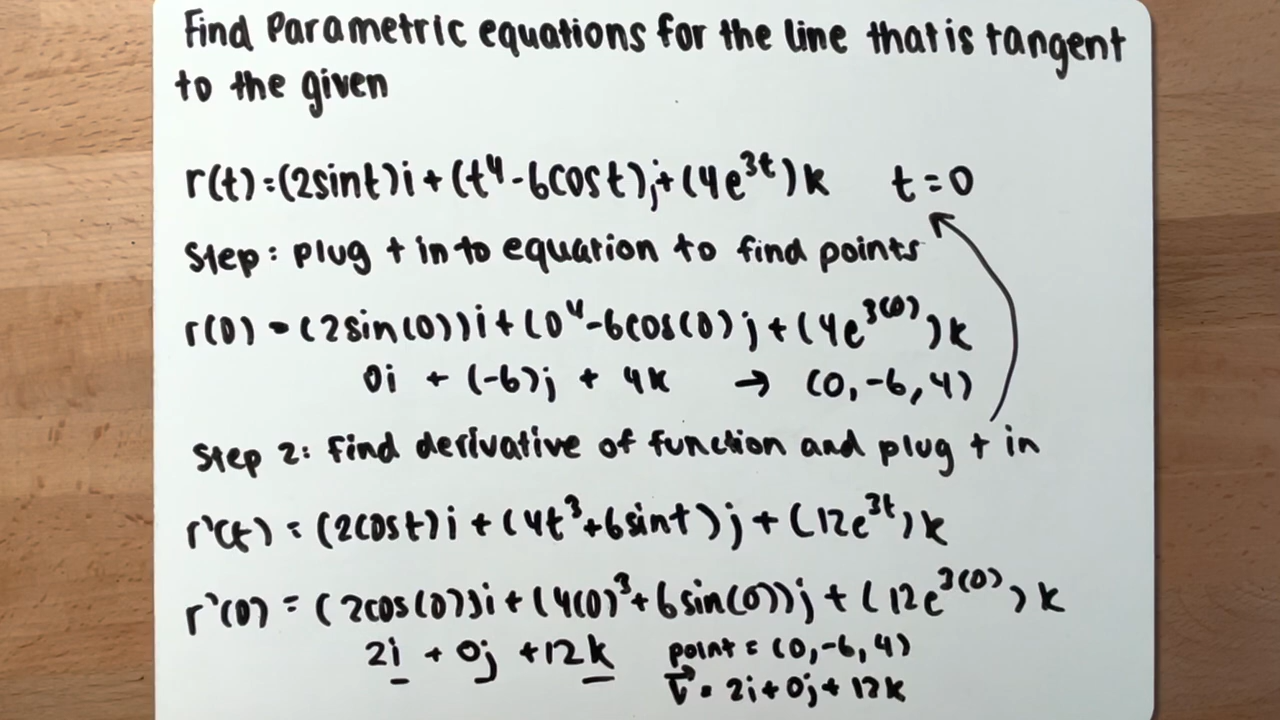 Find Parametric equations for the line that is tangent
to the given
r(t)=(2sint)i+(t⁴-6cost)j+(4e³ᵗ)k t=0
Step: plug t in to equation to find points
r(0)=(2sin(0))i+(0⁴-6cos(0)j+(4e³⁽⁰⁾)k
0i + (-6)j + 4k → (0,-6,4)
Step 2: Find derivative of function and plug t in
r'(t) = (2cost)i+(4t³+6sint)j+(12e³ᵗ)k
r'(0) = (2cos(0))i+(4(0)³+6sin(0))j+(12e³⁽⁰⁾)k
2i + 0j +12k point = (0,-6,4)
v = 2i+0j+12k